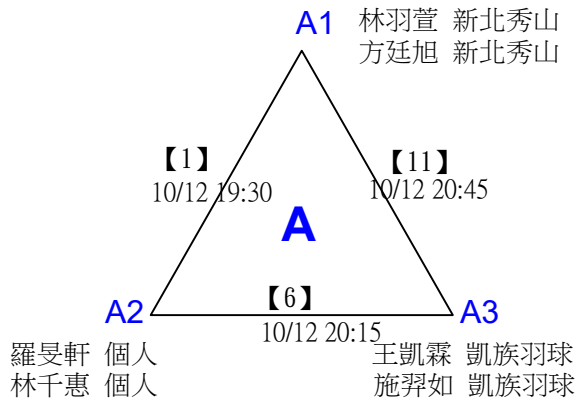 A1
林羽萱 新北秀山
方廷旭 新北秀山
【1】
10/12 19:30
【11】
10/12 20:45
A
A2
【6】
10/12 20:15
A3
羅旻軒 個人
林千惠 個人
王凱霖 凱族羽球
施羿如 凱族羽球